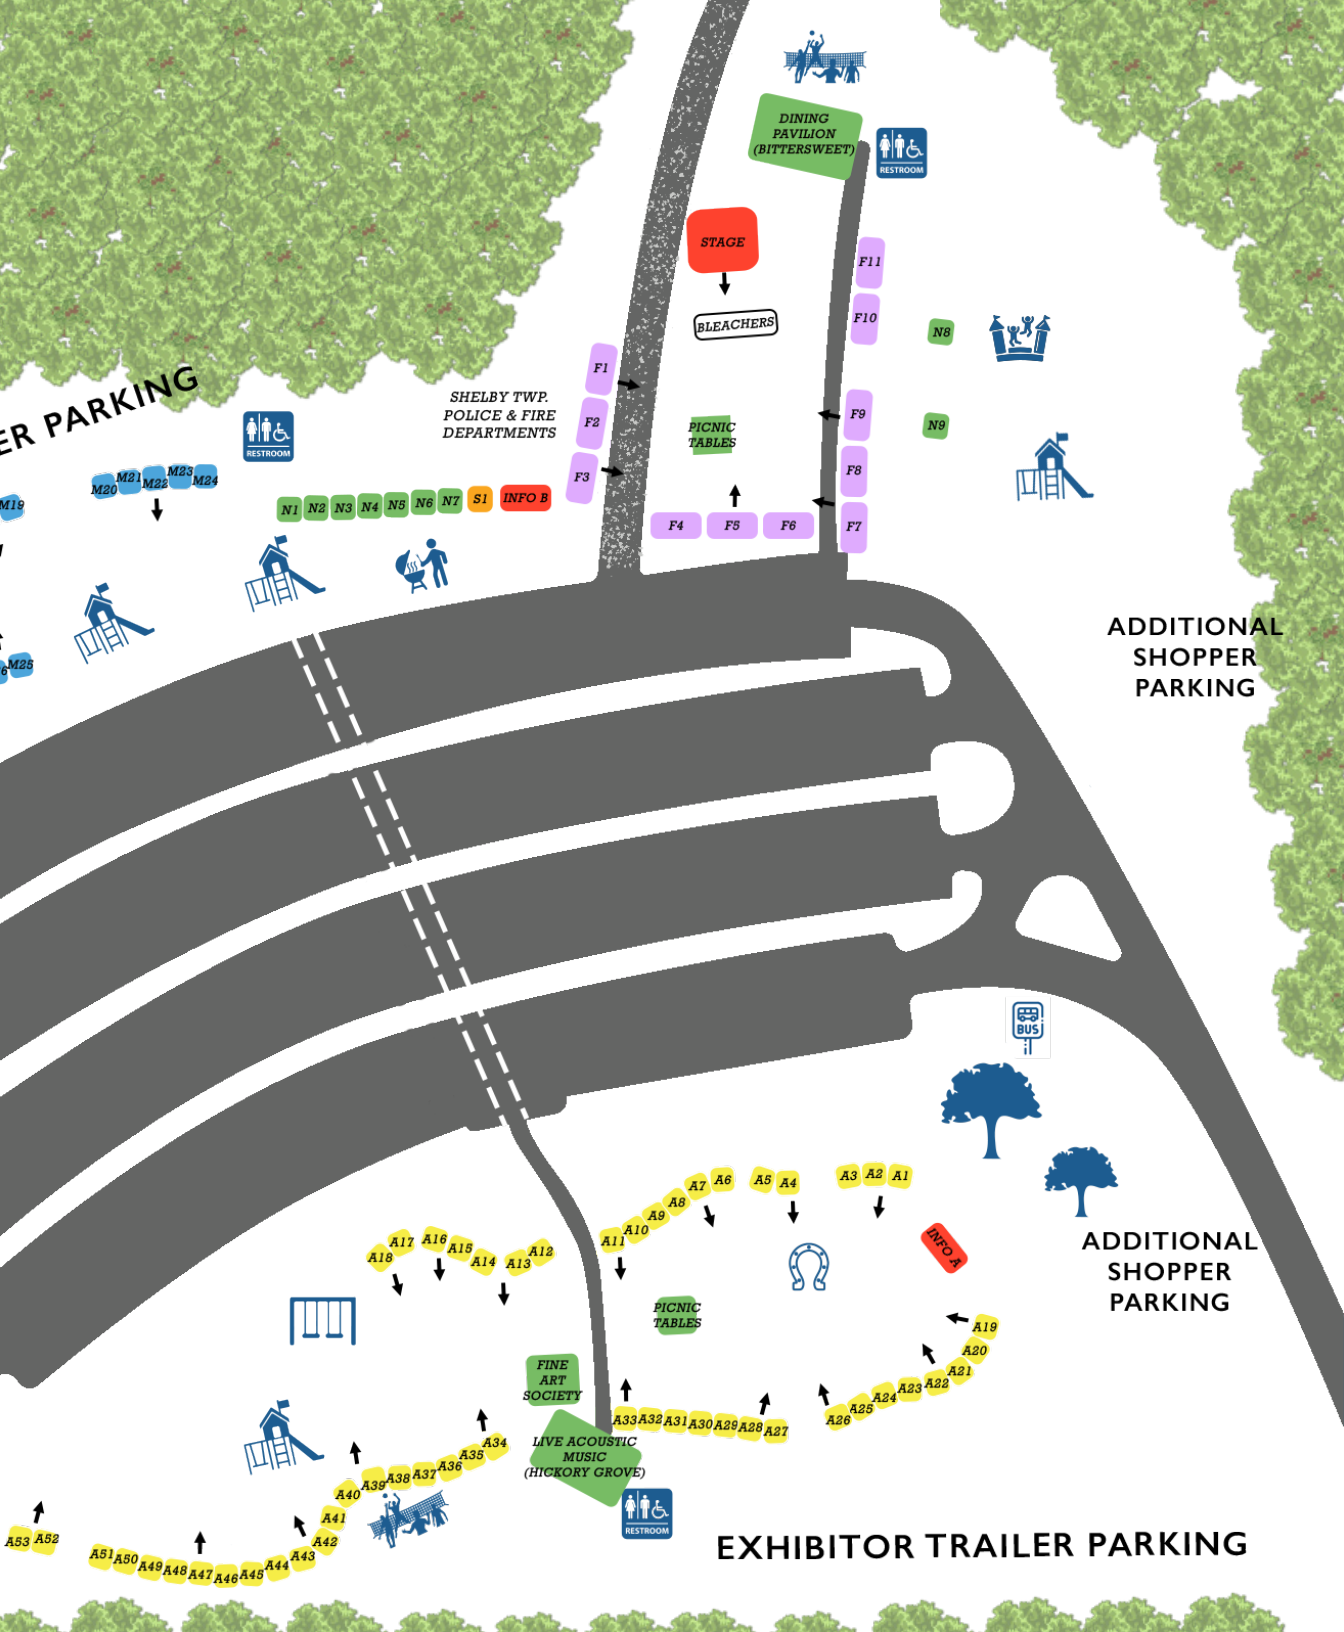 DINING
PAVILION
(BITTERSWEET)
RESTROOM
STAGE
F11
BLEACHERS
F10
N8
F1
ER PARKING
SHELBY TWP.
POLICE & FIRE
DEPARTMENTS
F2
F9
N9
PICNIC
TABLES
RESTROOM
F3
F8
M19
M20
M21
M22
M23
M24
N1
N2
N3
N4
N5
N6
N7
S1
INFO B
F4
F5
F6
F7
6
M25
ADDITIONAL
SHOPPER
PARKING
BUS
A11
A10
A9
A8
A7
A6
A5
A4
A3
A2
A1
A18
A17
A16
A15
A14
A13
A12
INFO A
ADDITIONAL
SHOPPER
PARKING
PICNIC
TABLES
A19
A20
A21
A22
A23
A24
A25
A26
FINE
ART
SOCIETY
A33
A32
A31
A30
A29
A28
A27
LIVE ACOUSTIC
MUSIC
(HICKORY GROVE)
A34
A35
A36
A37
A38
A39
A40
A41
A42
A43
A44
A45
A46
A47
A48
A49
A50
A51
A52
A53
RESTROOM
EXHIBITOR TRAILER PARKING